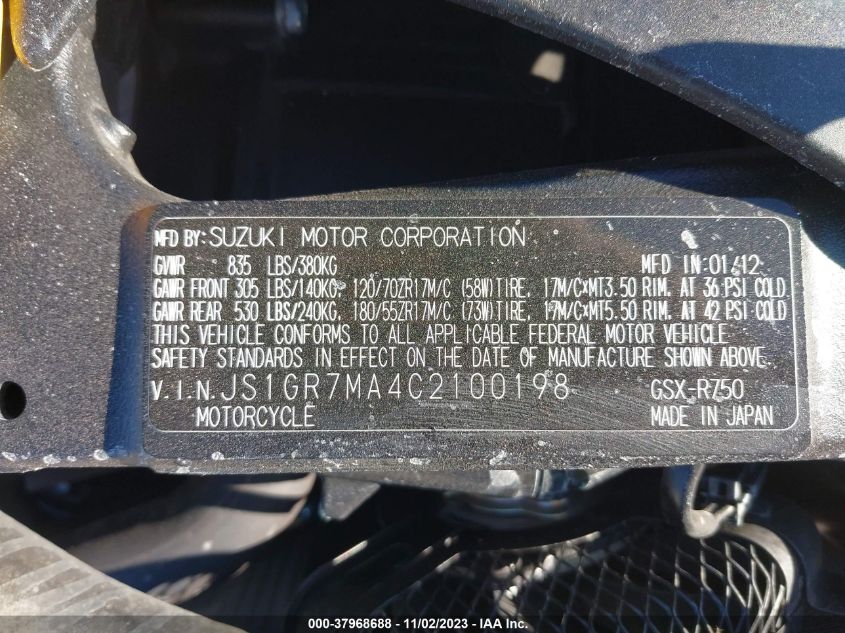 MFD BY: SUZUKI MOTOR CORPORATION
GVWR 835 LBS/380KG MFD IN:01/12
GAWR FRONT 305 LBS/140KG, 120/70ZR17M/C (58W)TIRE, 17M/C×MT3.50 RIM. AT 36 PSI COLD
GAWR REAR 530 LBS/240KG, 180/55ZR17M/C (73W)TIRE, 17M/C×MT5.50 RIM. AT 42 PSI COLD
THIS VEHICLE CONFORMS TO ALL APPLICABLE FEDERAL MOTOR VEHICLE
SAFETY STANDARDS IN EFFECT ON THE DATE OF MANUFACTURE SHOWN ABOVE.
V.I.N. JS1GR7MA4C2100198 GSX-R750
MOTORCYCLE MADE IN JAPAN
000-37968688 — 11/02/2023 — © IAA Inc.